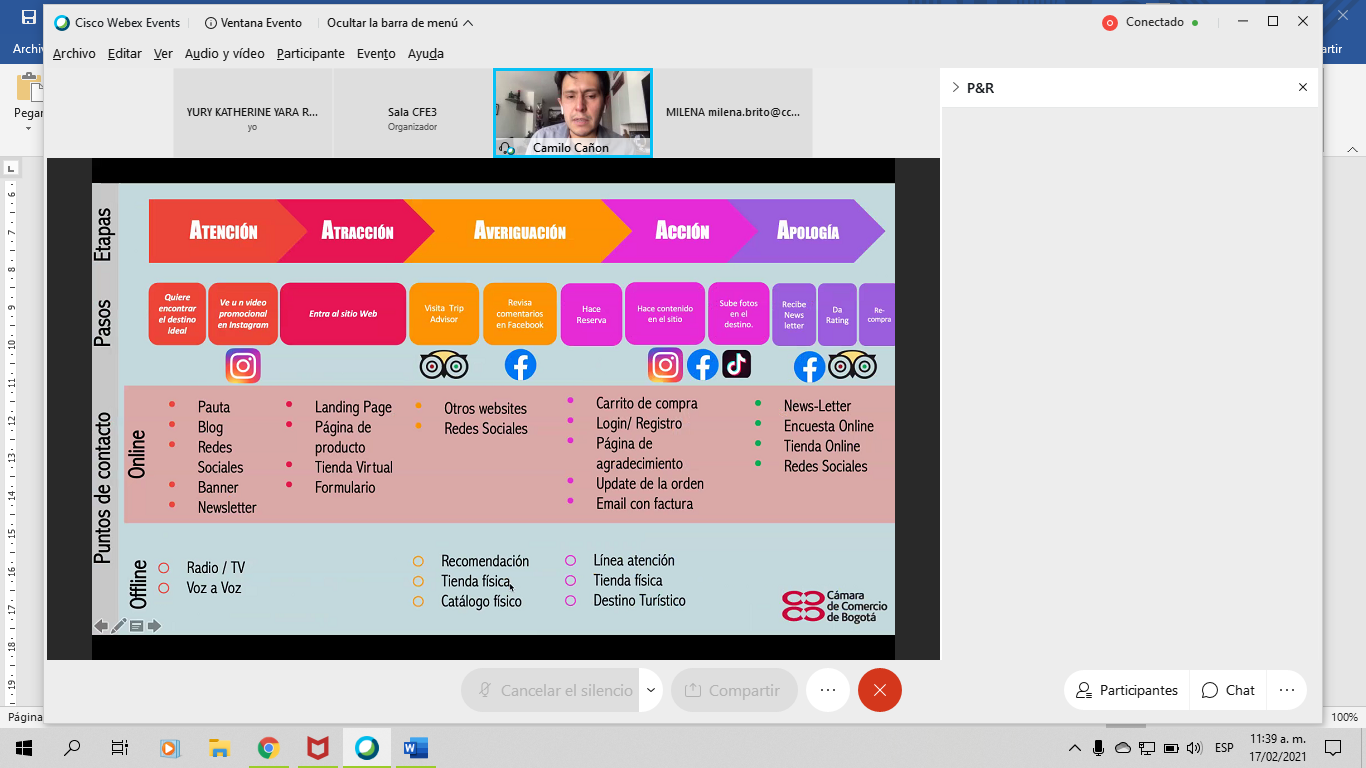 Cisco Webex Events
Ventana Evento
Ocultar la barra de menú
Conectado
Archivo Editar Ver Audio y vídeo Participante Evento Ayuda
Pegar
YURY KATHERINE YARA R...
yo
Sala CFE3
Organizador
Camilo Cañon
MILENA milena.brito@cc...
P&R
Etapas
ATENCIÓN
ATRACCIÓN
AVERIGUACIÓN
ACCIÓN
APOLOGÍA
Pasos
Quiere
encontrar
el destino
ideal
Ve u n video
promocional
en Instagram
Entra al sitio Web
Visita Trip
Advisor
Revisa
comentarios
en Facebook
Hace
Reserva
Hace contenido
en el sitio
Sube fotos
en el
destino.
Recibe
News
letter
Da
Rating
Re-
compra
Puntos de contacto
Online
Pauta
Blog
Redes
Sociales
Banner
Newsletter
Landing Page
Página de
producto
Tienda Virtual
Formulario
Otros websites
Redes Sociales
Carrito de compra
Login/ Registro
Página de
agradecimiento
Update de la orden
Email con factura
News-Letter
Encuesta Online
Tienda Online
Redes Sociales
Offline
Radio / TV
Voz a Voz
Recomendación
Tienda física
Catálogo físico
Línea atención
Tienda física
Destino Turístico
Cámara
de Comercio
de Bogotá
Cancelar el silencio
Compartir
Participantes
Chat
Página
100%
ESP
11:39 a. m.
17/02/2021